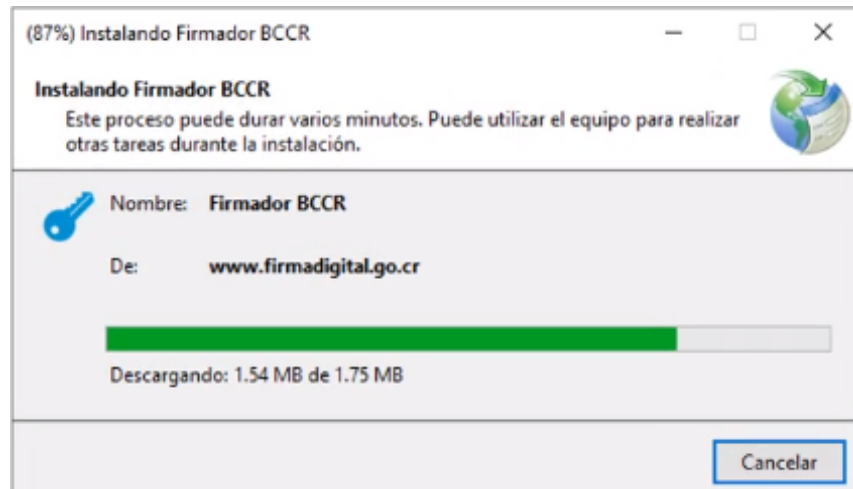 (87%) Instalando Firmador BCCR
Instalando Firmador BCCR
Este proceso puede durar varios minutos. Puede utilizar el equipo para realizar
otras tareas durante la instalación.
Nombre: Firmador BCCR
De: www.firmadigital.go.cr
Descargando: 1.54 MB de 1.75 MB
Cancelar